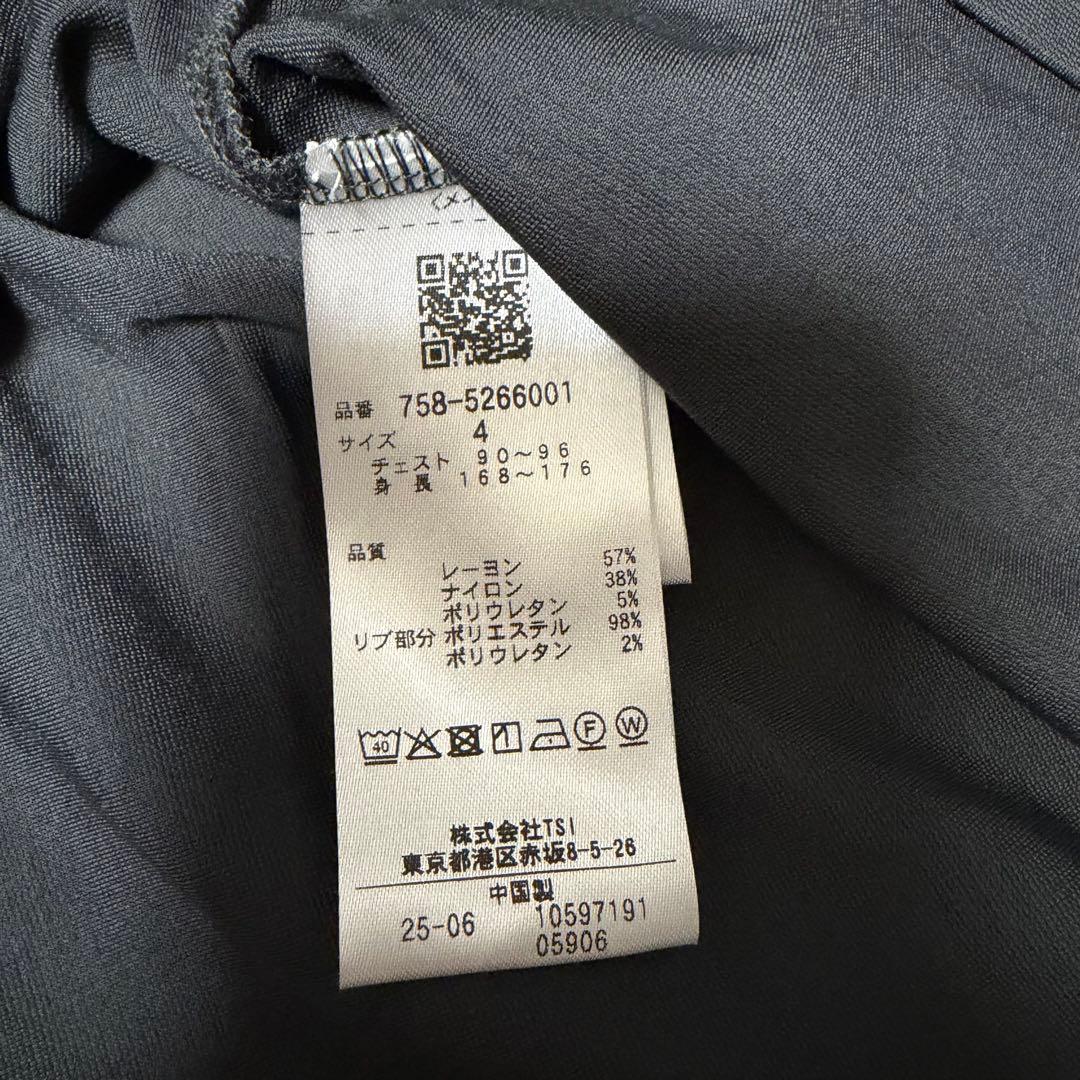 〈メン
品番 758-5266001
サイズ 4
チェスト 90～96
身長 168～176
品質
レーヨン 57%
ナイロン 38%
ポリウレタン 5%
リブ部分 ポリエステル 98%
ポリウレタン 2%
40
F W
株式会社TSI
東京都港区赤坂8-5-26
中国製
25-06 10597191
05906